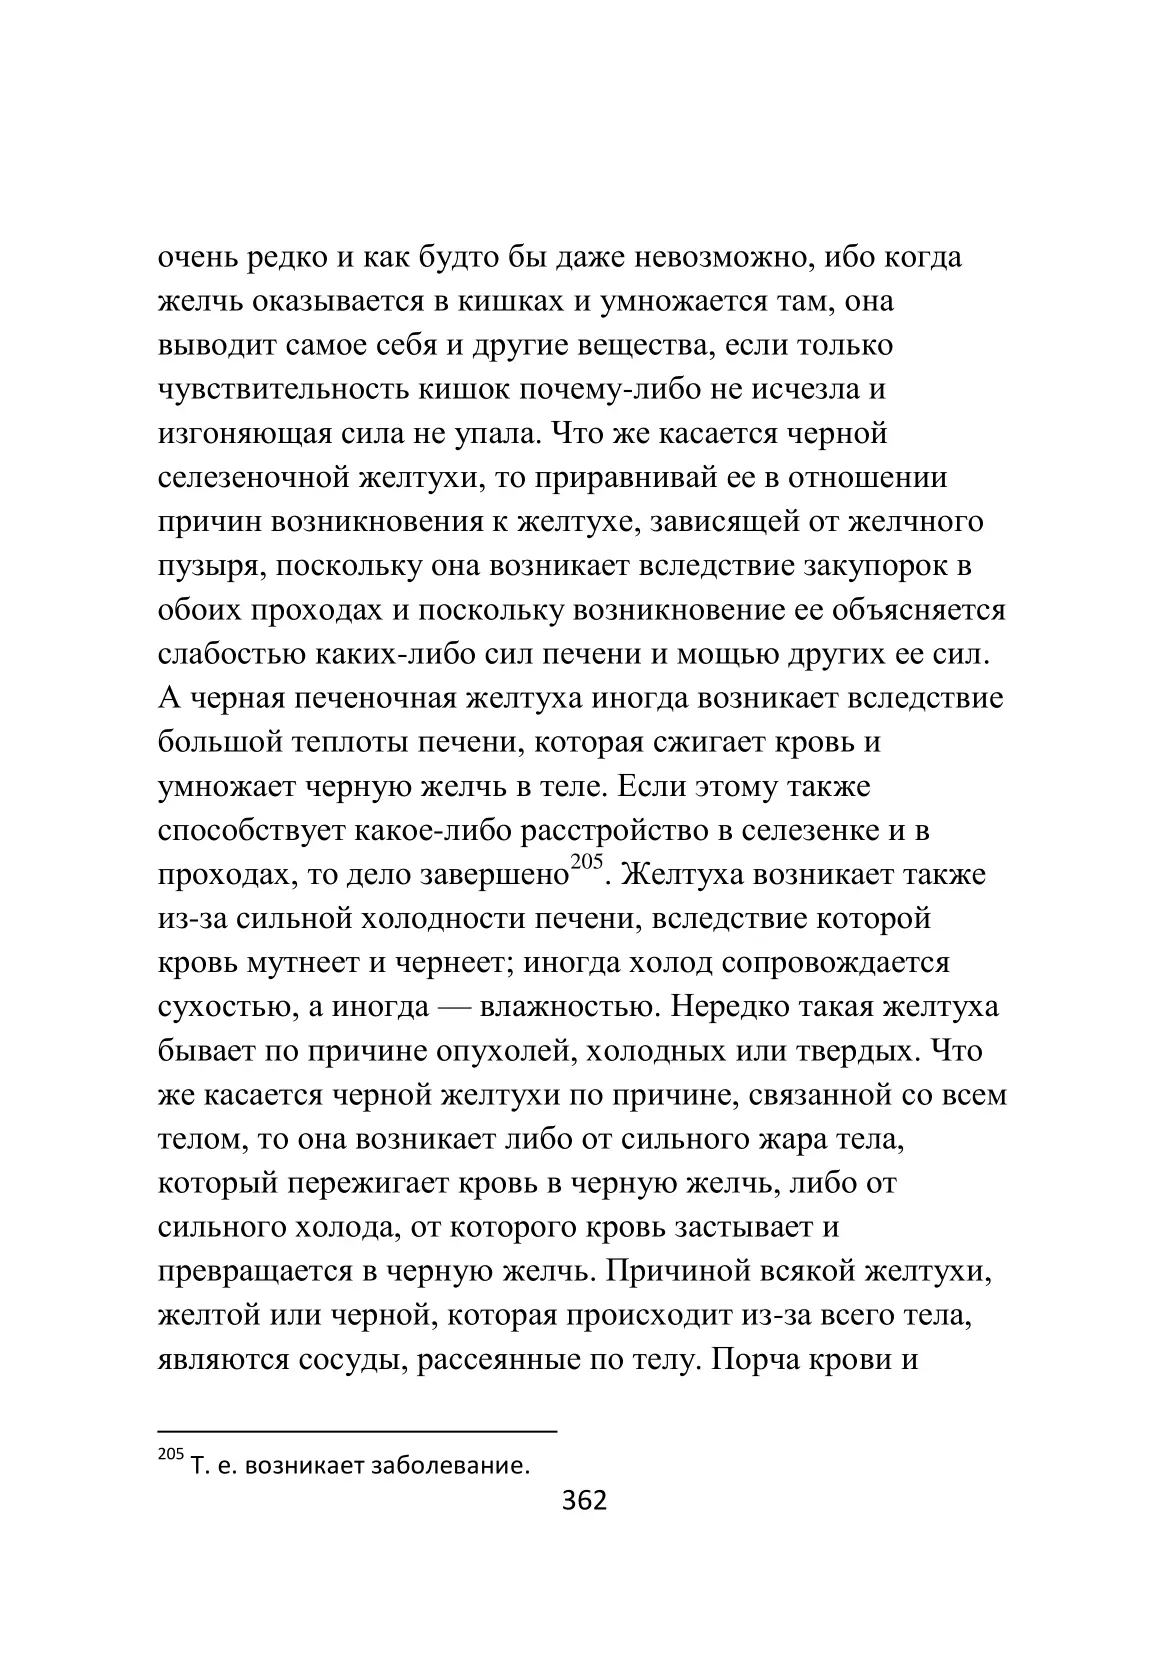 очень редко и как будто бы даже невозможно, ибо когда
желчь оказывается в кишках и умножается там, она
выводит самое себя и другие вещества, если только
чувствительность кишок почему-либо не исчезла и
изгоняющая сила не упала. Что же касается черной
селезеночной желтухи, то приравнивай ее в отношении
причин возникновения к желтухе, зависящей от желчного
пузыря, поскольку она возникает вследствие закупорок в
обоих проходах и поскольку возникновение ее объясняется
слабостью каких-либо сил печени и мощью других ее сил.
А черная печеночная желтуха иногда возникает вследствие
большой теплоты печени, которая сжигает кровь и
умножает черную желчь в теле. Если этому также
способствует какое-либо расстройство в селезенке и в
проходах, то дело завершено205. Желтуха возникает также
из-за сильной холодности печени, вследствие которой
кровь мутнеет и чернеет; иногда холод сопровождается
сухостью, а иногда — влажностью. Нередко такая желтуха
бывает по причине опухолей, холодных или твердых. Что
же касается черной желтухи по причине, связанной со всем
телом, то она возникает либо от сильного жара тела,
который пережигает кровь в черную желчь, либо от
сильного холода, от которого кровь застывает и
превращается в черную желчь. Причиной всякой желтухи,
желтой или черной, которая происходит из-за всего тела,
являются сосуды, рассеянные по телу. Порча крови и
205 Т. е. возникает заболевание.
362